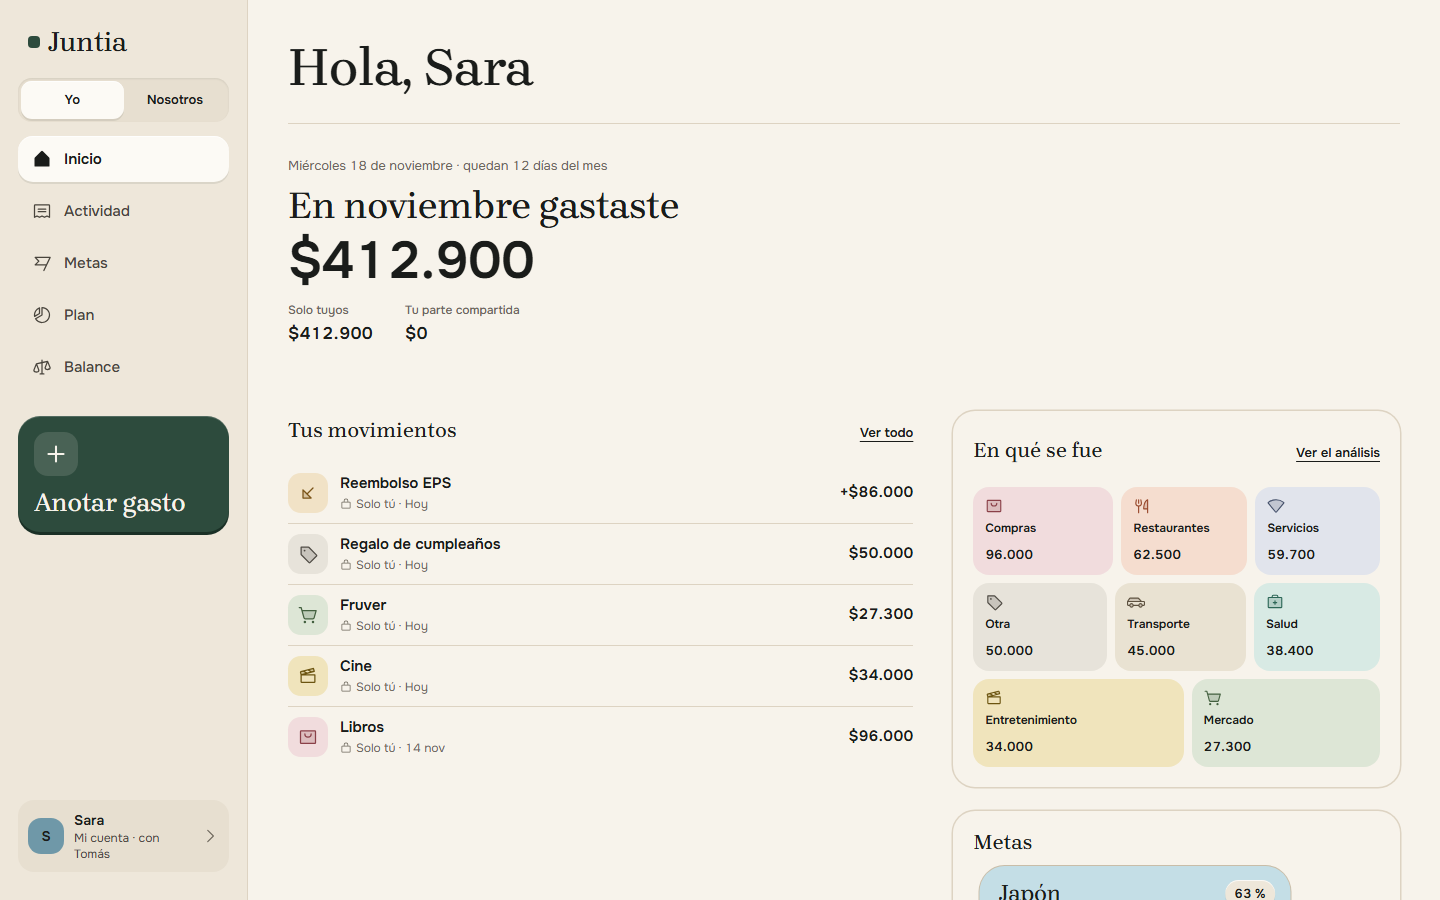 Juntia
Yo
Nosotros
Inicio
Actividad
Metas
Plan
Balance
Anotar gasto
S
Sara
Mi cuenta · con
Tomás
Hola, Sara
Miércoles 18 de noviembre · quedan 12 días del mes
En noviembre gastaste
$412.900
Solo tuyos
$412.900
Tu parte compartida
$0
Tus movimientos
Ver todo
Reembolso EPS
Solo tú · Hoy
+$86.000
Regalo de cumpleaños
Solo tú · Hoy
$50.000
Fruver
Solo tú · Hoy
$27.300
Cine
Solo tú · Hoy
$34.000
Libros
Solo tú · 14 nov
$96.000
En qué se fue
Ver el análisis
Compras
96.000
Restaurantes
62.500
Servicios
59.700
Otra
50.000
Transporte
45.000
Salud
38.400
Entretenimiento
34.000
Mercado
27.300
Metas
Japón
63 %